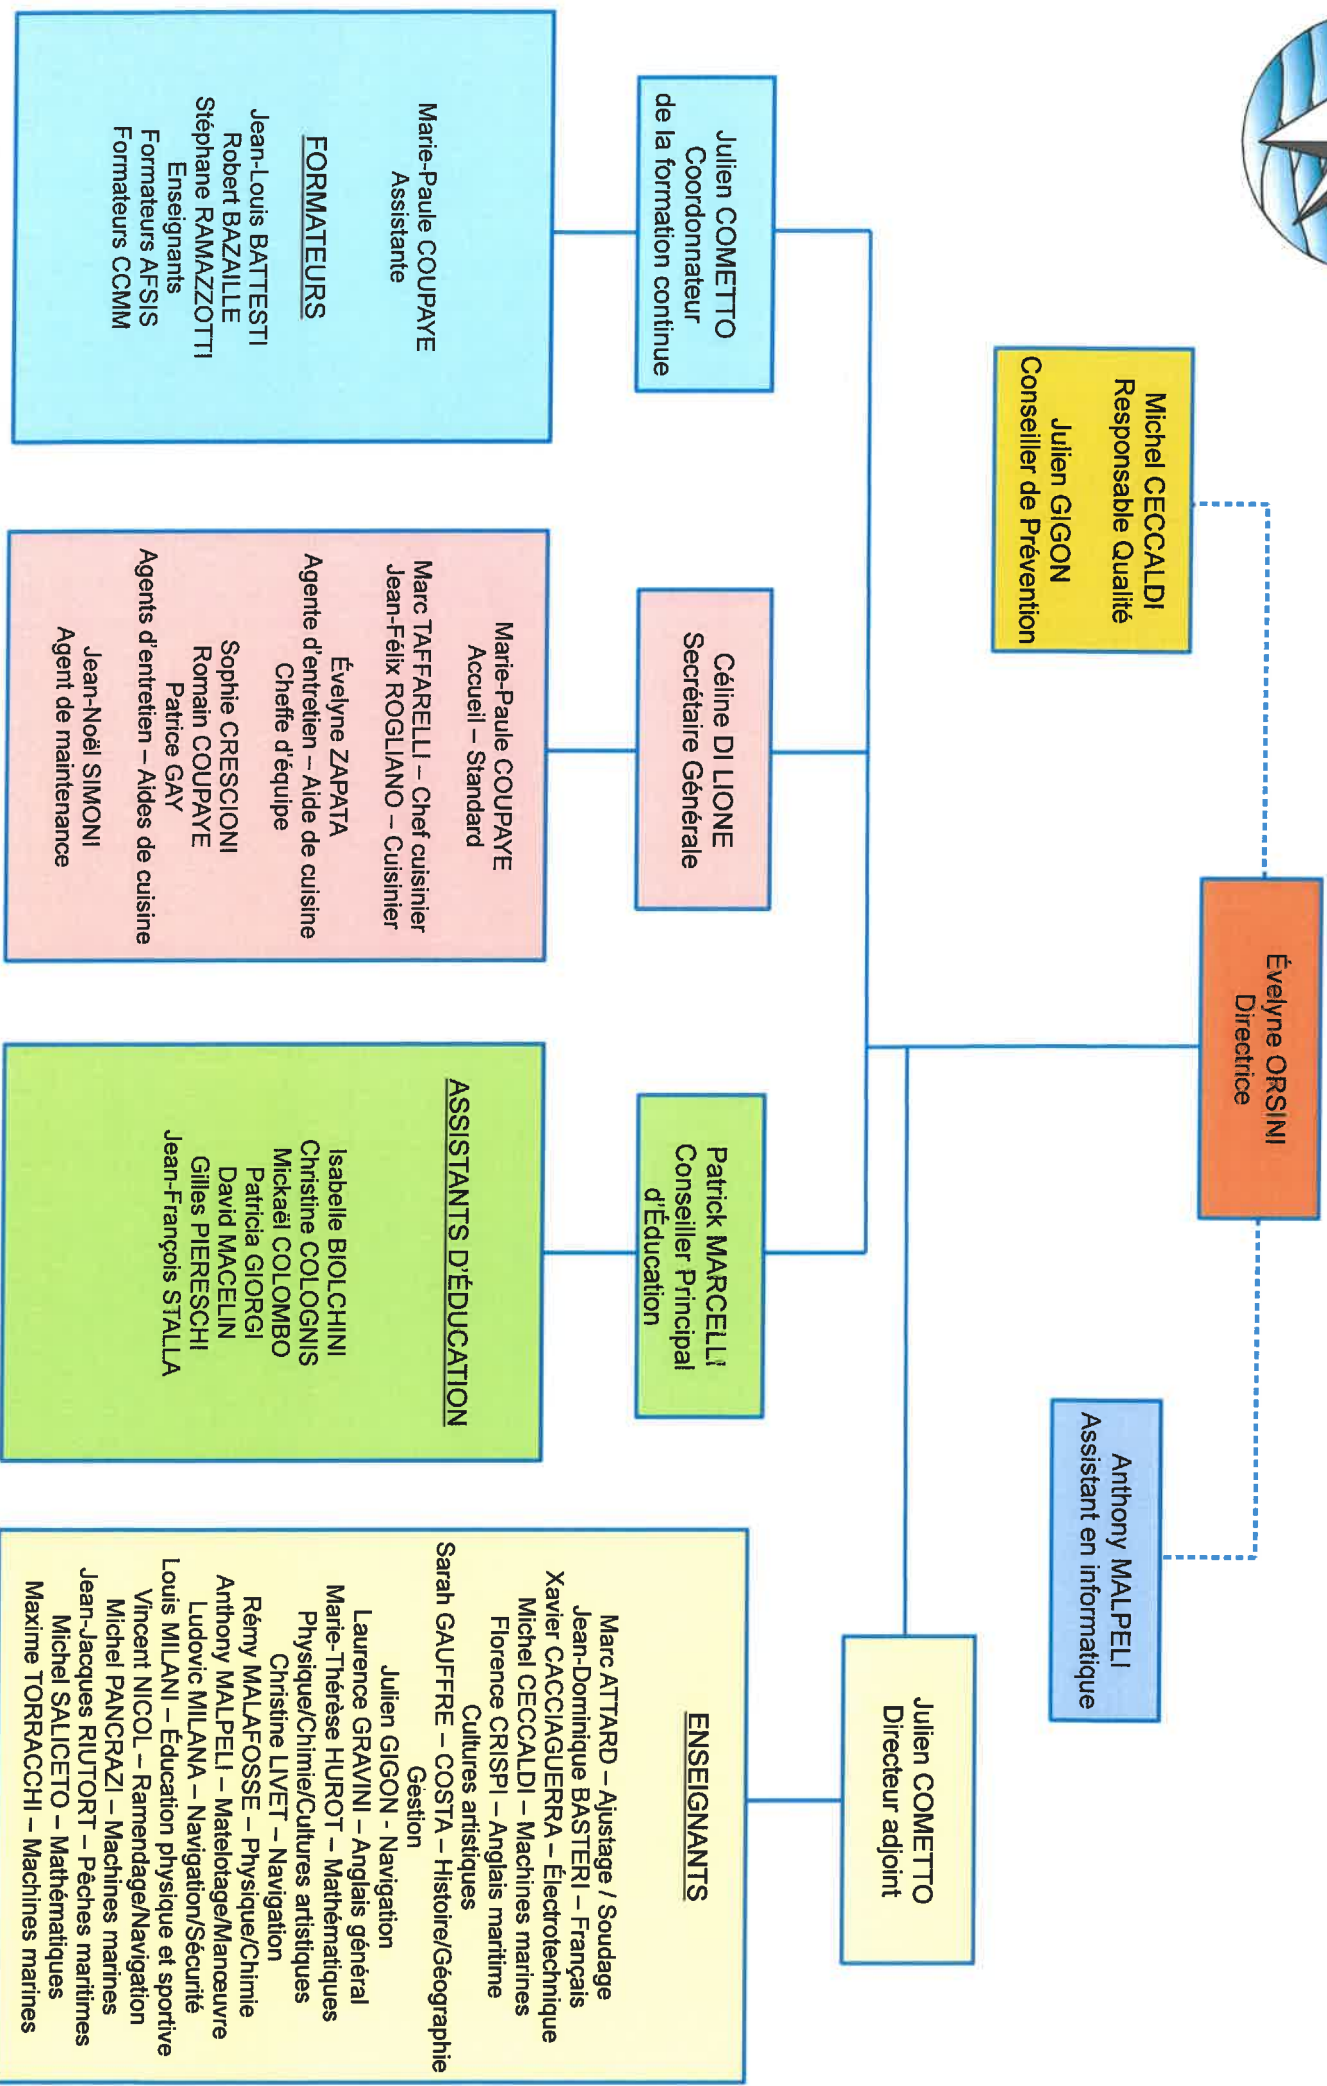 Évelyne ORSINI
Directrice
Michel CECCALDI
Responsable Qualité
Julien GIGON
Conseiller de Prévention
Anthony MALPELI
Assistant en informatique
Julien COMETTO
Directeur adjoint
Julien COMETTO
Coordonnateur
de la formation continue
Céline DI LIONE
Secrétaire Générale
Patrick MARCELLI
Conseiller Principal
d'Éducation
Marie-Paule COUPAYE
Assistante
FORMATEURS
Jean-Louis BATTESTI
Robert BAZAILLE
Stéphane RAMAZZOTTI
Enseignants
Formateurs AFSIS
Formateurs CCMM
Marie-Paule COUPAYE
Accueil – Standard
Marc TAFFARELLI – Chef cuisinier
Jean-Félix ROGLIANO – Cuisinier
Évelyne ZAPATA
Agente d'entretien – Aide de cuisine
Cheffe d'équipe
Sophie CRESCIONI
Romain COUPAYE
Patrice GAY
Agents d'entretien – Aides de cuisine
Jean-Noël SIMONI
Agent de maintenance
ASSISTANTS D'ÉDUCATION
Isabelle BIOLCHINI
Christine COLOGNIS
Mickaël COLOMBO
Patricia GIORGI
David MACELIN
Gilles PIERESCHI
Jean-François STALLA
ENSEIGNANTS
Marc ATTARD – Ajustage / Soudage
Jean-Dominique BASTERI – Français
Xavier CACCIAGUERRA – Électrotechnique
Michel CECCALDI – Machines marines
Florence CRISPI – Anglais maritime
Cultures artistiques
Sarah GAUFFRE – COSTA – Histoire/Géographie
Gestion
Julien GIGON - Navigation
Laurence GRAVINI – Anglais général
Marie-Thérèse HUROT – Mathématiques
Physique/Chimie/Cultures artistiques
Christine LIVET – Navigation
Rémy MALAFOSSE – Physique/Chimie
Anthony MALPELI – Matelotage/Manœuvre
Ludovic MILANA – Navigation/Sécurité
Louis MILANI – Éducation physique et sportive
Vincent NICOL – Ramendage/Navigation
Michel PANCRAZI – Machines marines
Jean-Jacques RIUTORT – Pêches maritimes
Michel SALICETO – Mathématiques
Maxime TORRACCHI – Machines marines